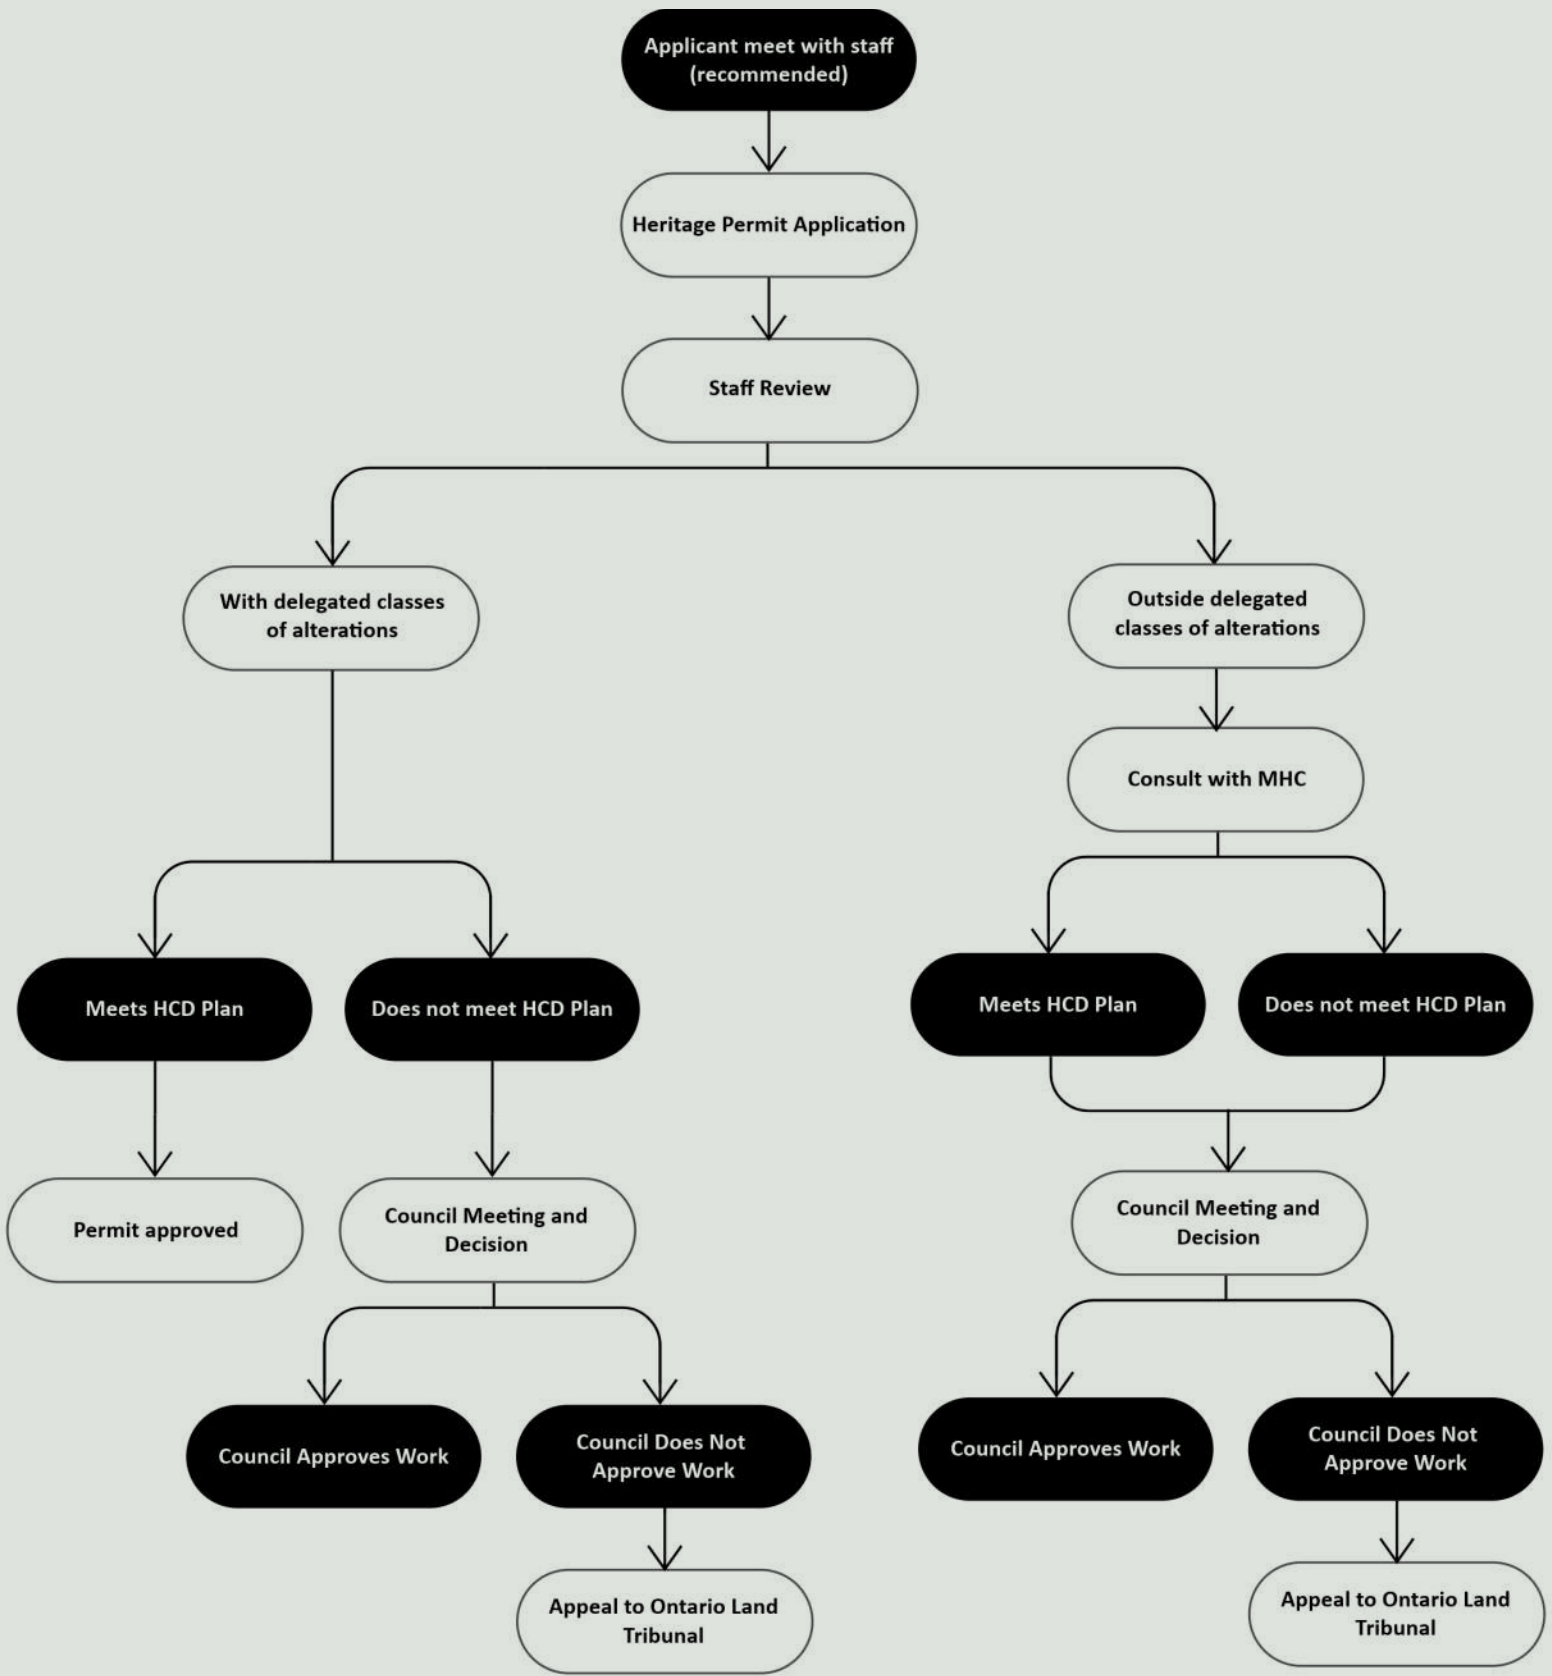 Applicant meet with staff
(recommended)
Heritage Permit Application
Staff Review
With delegated classes
of alterations
Outside delegated
classes of alterations
Consult with MHC
Meets HCD Plan
Does not meet HCD Plan
Meets HCD Plan
Does not meet HCD Plan
Permit approved
Council Meeting and
Decision
Council Meeting and
Decision
Council Approves Work
Council Does Not
Approve Work
Council Approves Work
Council Does Not
Approve Work
Appeal to Ontario Land
Tribunal
Appeal to Ontario Land
Tribunal